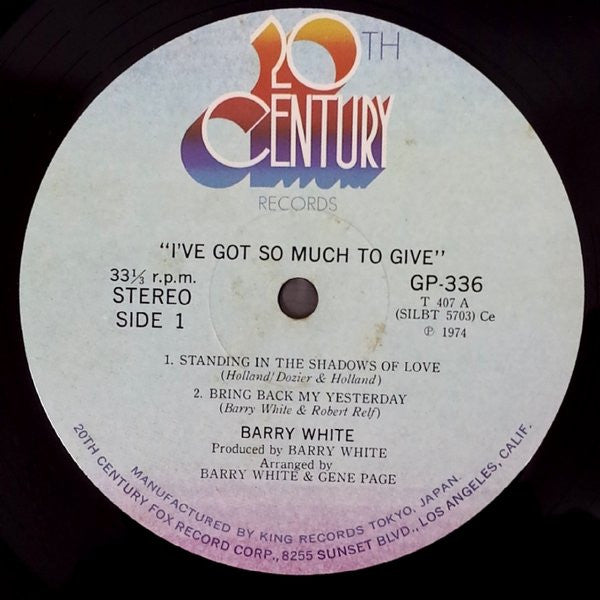 20TH
CENTURY
RECORDS
"I'VE GOT SO MUCH TO GIVE"
33⅓ r.p.m.
STEREO
SIDE 1
GP-336
T 407 A
(SILBT 5703) Ce
℗ 1974
1. STANDING IN THE SHADOWS OF LOVE
(Holland/Dozier & Holland)
2. BRING BACK MY YESTERDAY
(Barry White & Robert Relf)
BARRY WHITE
Produced by BARRY WHITE
Arranged by
BARRY WHITE & GENE PAGE
MANUFACTURED BY KING RECORDS TOKYO, JAPAN.
20TH CENTURY FOX RECORD CORP., 8255 SUNSET BLVD., LOS ANGELES, CALIF.